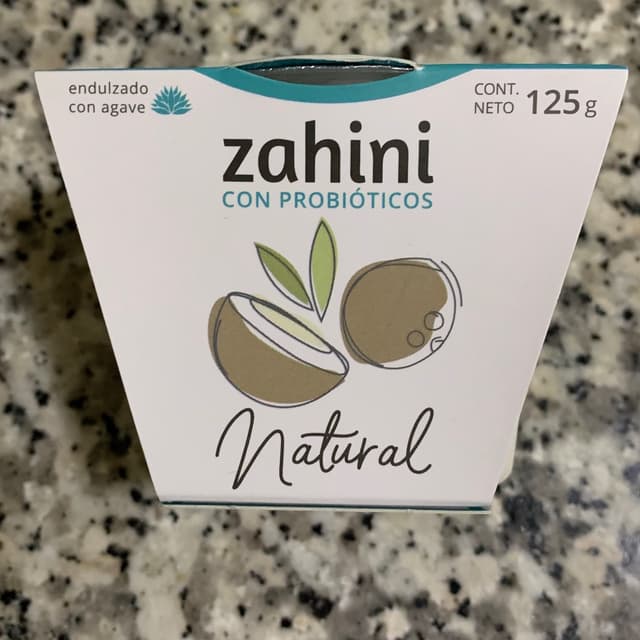 endulzado
con agave
CONT.
NETO 125 g
zahini
CON PROBIÓTICOS
Natural